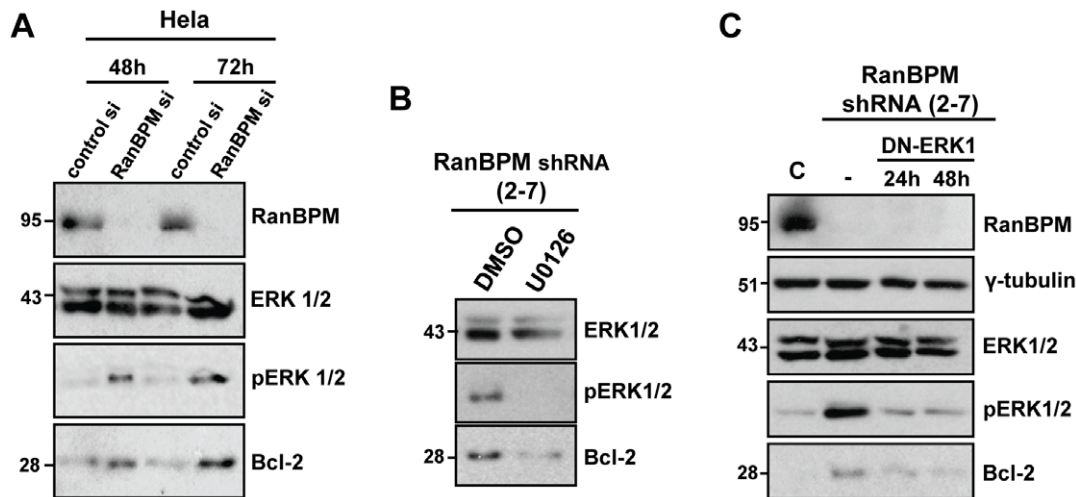 A
Hela
48h 72h
control si RanBPM si control si RanBPM si
95 RanBPM
43 ERK 1/2
pERK 1/2
28 Bcl-2
B
RanBPM shRNA
(2-7)
DMSO U0126
43 ERK1/2
pERK1/2
28 Bcl-2
C
RanBPM
shRNA (2-7)
DN-ERK1
C - 24h 48h
95 RanBPM
51 γ-tubulin
43 ERK1/2
pERK1/2
28 Bcl-2